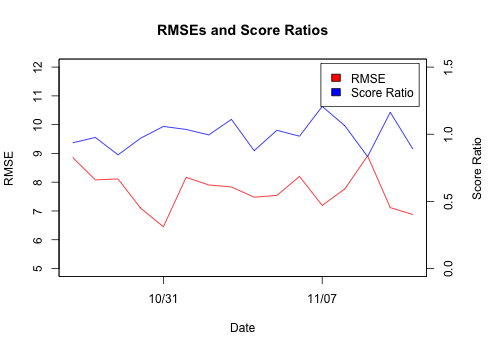 RMSEs and Score Ratios
RMSE
Score Ratio
12
11
10
9
8
7
6
5
RMSE
1.5
1.0
0.5
0.0
Score Ratio
10/31
11/07
Date